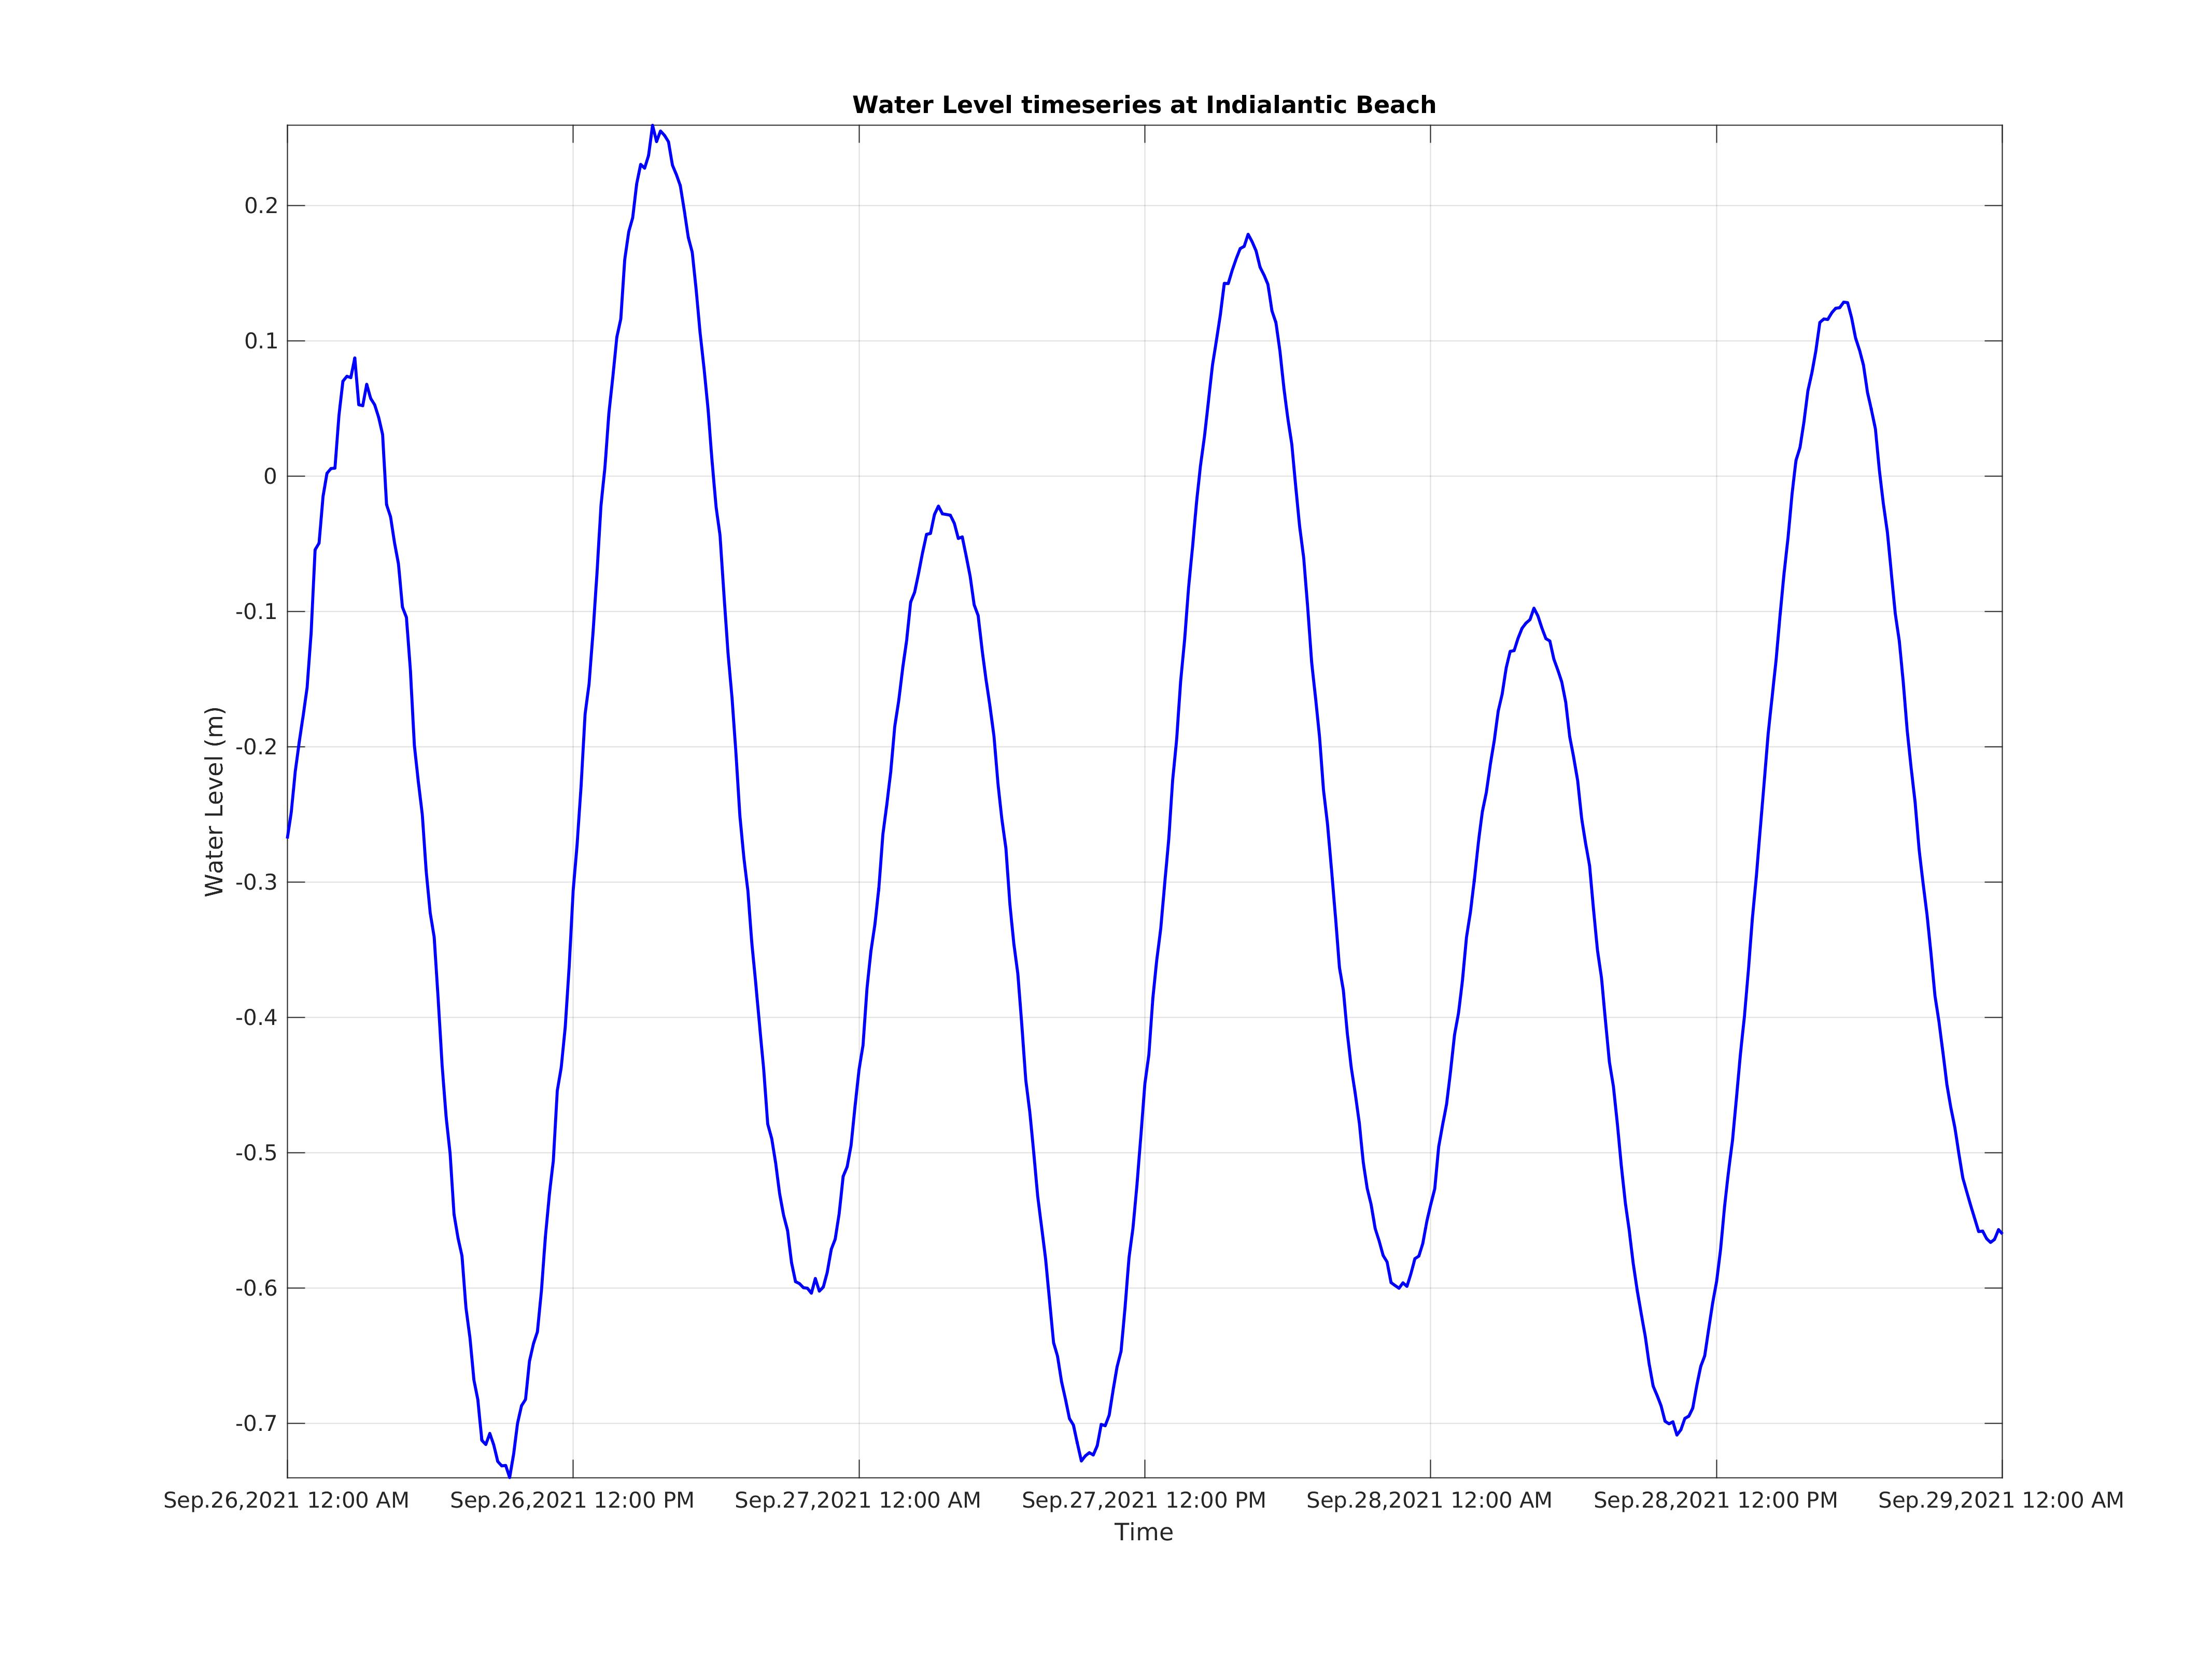 Water Level timeseries at Indialantic Beach
0.2
0.1
0
-0.1
-0.2
-0.3
-0.4
-0.5
-0.6
-0.7
Water Level (m)
Sep.26,2021 12:00 AM
Sep.26,2021 12:00 PM
Sep.27,2021 12:00 AM
Sep.27,2021 12:00 PM
Sep.28,2021 12:00 AM
Sep.28,2021 12:00 PM
Sep.29,2021 12:00 AM
Time